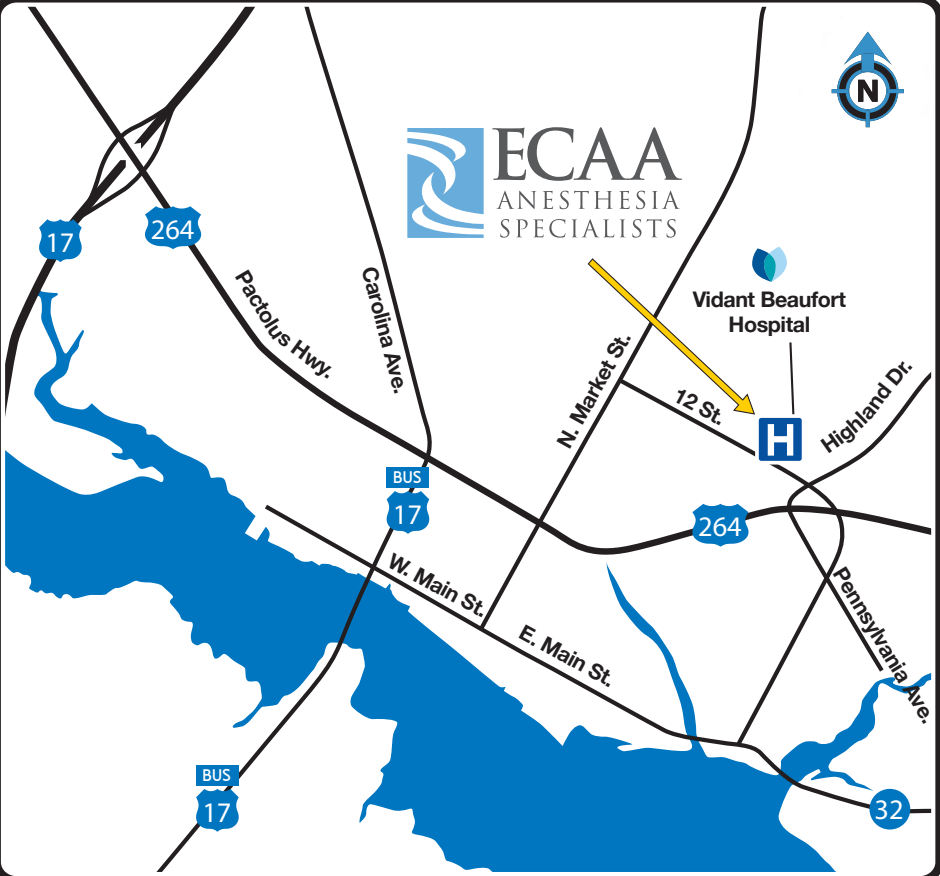 N
ECAA
ANESTHESIA
SPECIALISTS
17
264
Pactolus Hwy.
Carolina Ave.
Vidant Beaufort
Hospital
N. Market St.
12 St.
H
Highland Dr.
BUS
17
264
W. Main St.
E. Main St.
Pennsylvania Ave.
BUS
17
32